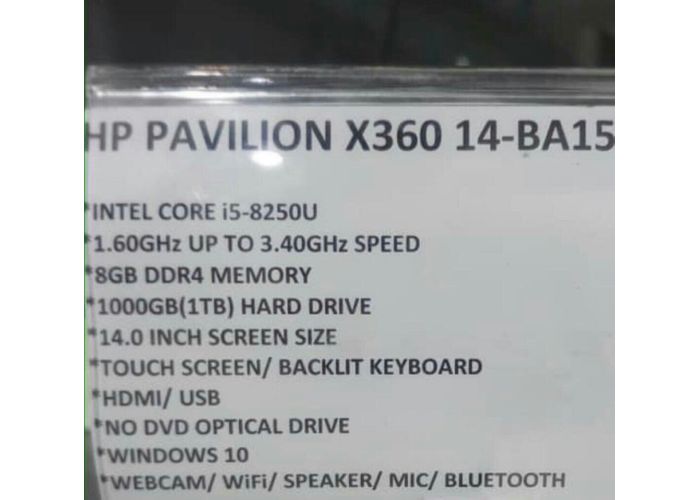 HP PAVILION X360 14-BA15
*INTEL CORE i5-8250U
*1.60GHz UP TO 3.40GHz SPEED
*8GB DDR4 MEMORY
*1000GB(1TB) HARD DRIVE
*14.0 INCH SCREEN SIZE
*TOUCH SCREEN/ BACKLIT KEYBOARD
*HDMI/ USB
*NO DVD OPTICAL DRIVE
*WINDOWS 10
*WEBCAM/ WiFi/ SPEAKER/ MIC/ BLUETOOTH